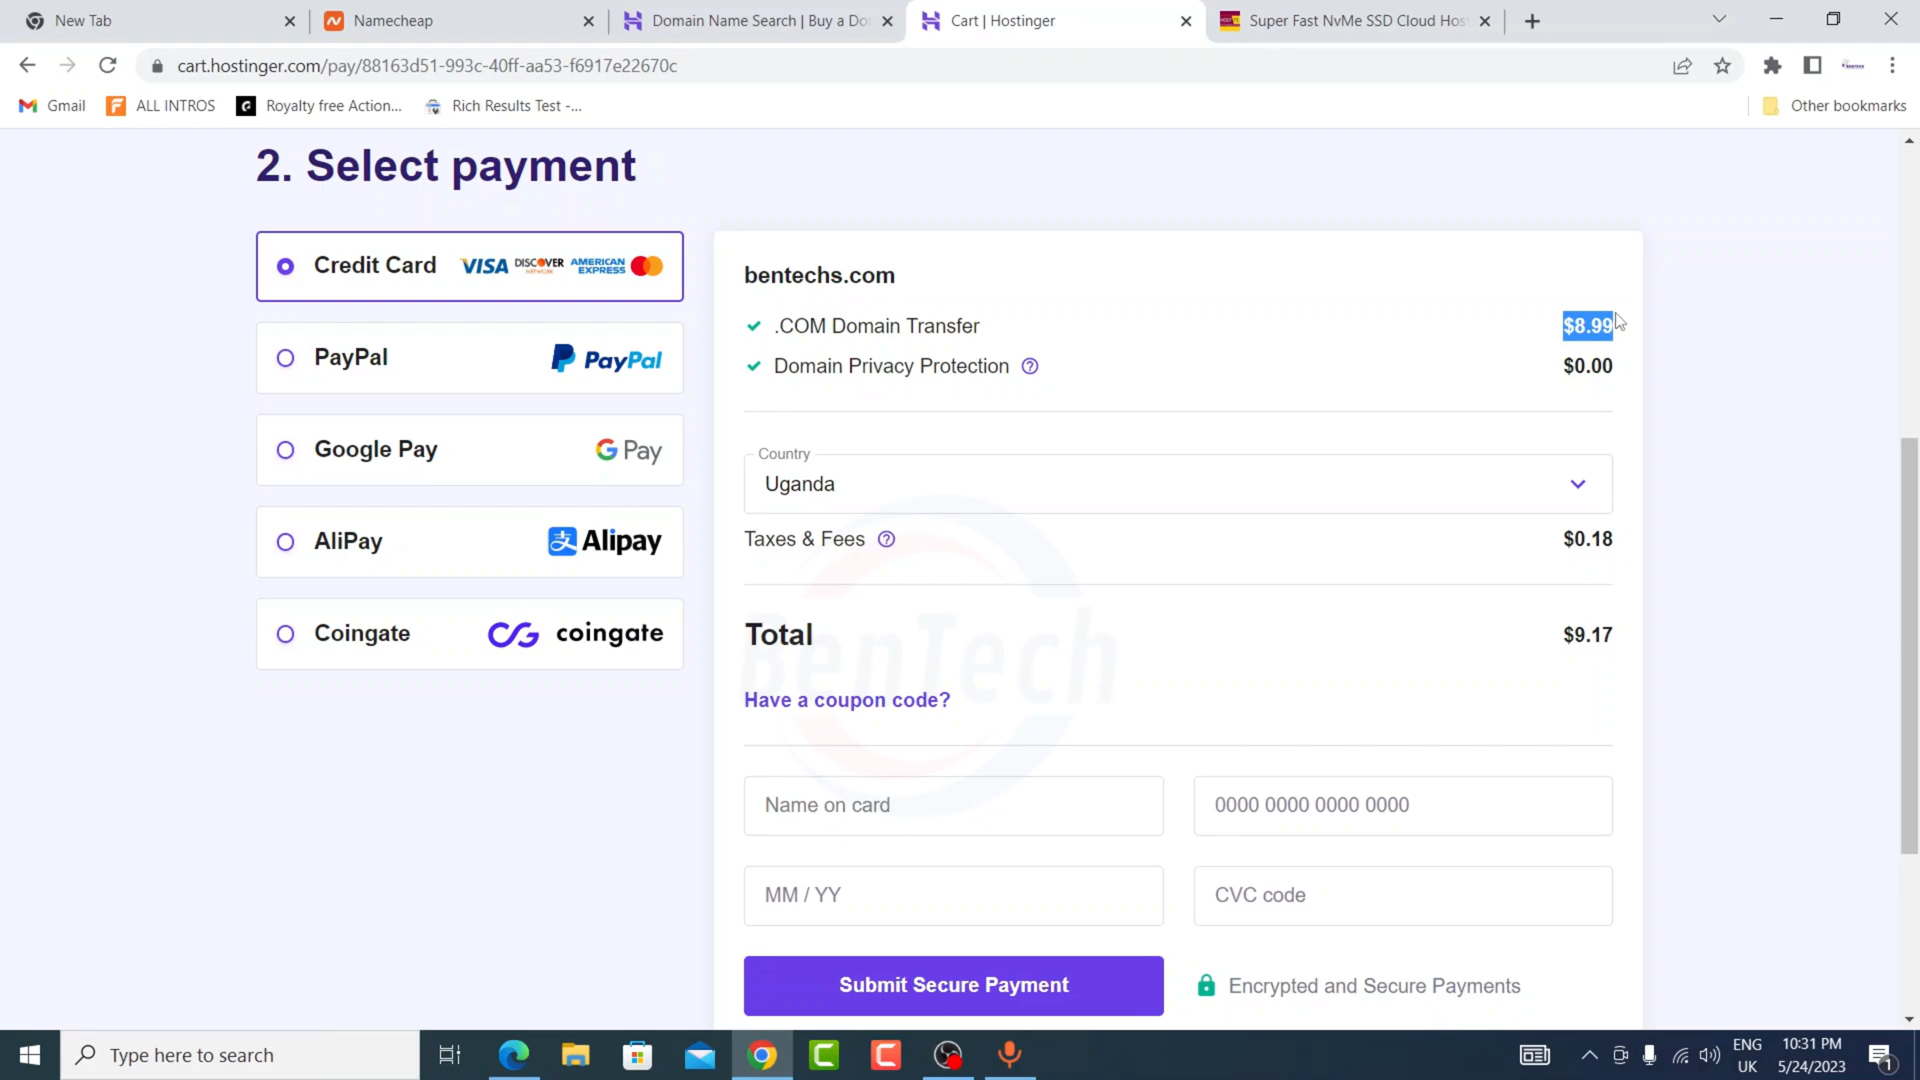 New Tab
Namecheap
Domain Name Search | Buy a Do
Cart | Hostinger
Super Fast NvMe SSD Cloud Hos
cart.hostinger.com/pay/88163d51-993c-40ff-aa53-f6917e22670c
Gmail
ALL INTROS
Royalty free Action...
Rich Results Test -...
Other bookmarks
2. Select payment
Credit Card
VISA
DISCOVER
NETWORK
AMERICAN
EXPRESS
PayPal
PayPal
Google Pay
G Pay
AliPay
Alipay
Coingate
coingate
bentechs.com
.COM Domain Transfer
$8.99
Domain Privacy Protection
$0.00
Country
Uganda
Taxes & Fees
$0.18
Total
$9.17
BenTech
Have a coupon code?
Name on card
0000 0000 0000 0000
MM / YY
CVC code
Submit Secure Payment
Encrypted and Secure Payments
Type here to search
ENG
UK
10:31 PM
5/24/2023
1